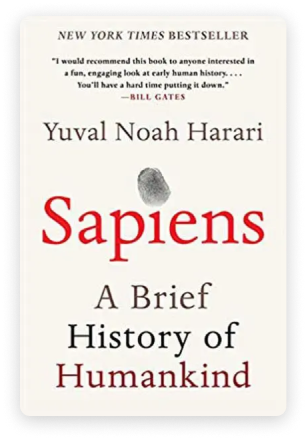 NEW YORK TIMES BESTSELLER
"I would recommend this book to anyone interested in
a fun, engaging look at early human history. . . .
You'll have a hard time putting it down."
—BILL GATES
Yuval Noah Harari
Sapiens
A Brief
History of
Humankind